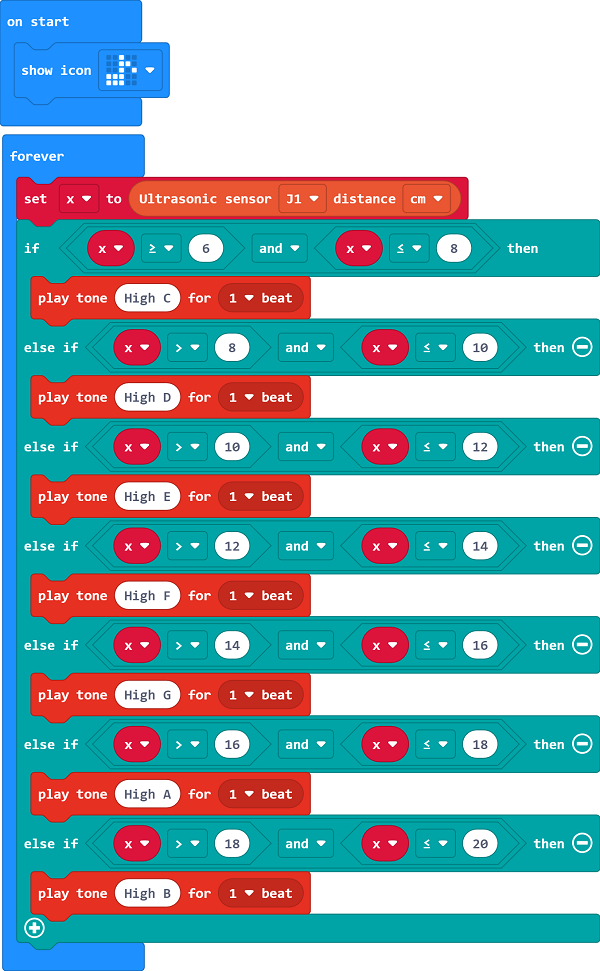 on start
show icon
forever
set x to Ultrasonic sensor J1 distance cm
if x ≥ 6 and x ≤ 8 then
play tone High C for 1 beat
else if x > 8 and x ≤ 10 then
play tone High D for 1 beat
else if x > 10 and x ≤ 12 then
play tone High E for 1 beat
else if x > 12 and x ≤ 14 then
play tone High F for 1 beat
else if x > 14 and x ≤ 16 then
play tone High G for 1 beat
else if x > 16 and x ≤ 18 then
play tone High A for 1 beat
else if x > 18 and x ≤ 20 then
play tone High B for 1 beat